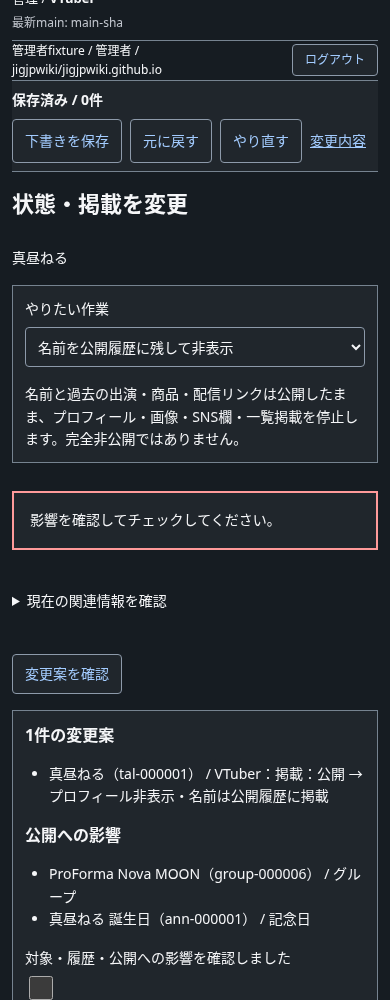 管理 / VTuber
最新main: main-sha
管理者fixture / 管理者 /
jigjpwiki/jigjpwiki.github.io
ログアウト
保存済み / 0件
下書きを保存
元に戻す
やり直す
変更内容
状態・掲載を変更
真昼ねる
やりたい作業
名前を公開履歴に残して非表示
名前と過去の出演・商品・配信リンクは公開したま
ま、プロフィール・画像・SNS欄・一覧掲載を停止し
ます。完全非公開ではありません。
影響を確認してチェックしてください。
▶ 現在の関連情報を確認
変更案を確認
1件の変更案
• 真昼ねる（tal-000001） / VTuber：掲載：公開 →
プロフィール非表示・名前は公開履歴に掲載
公開への影響
• ProForma Nova MOON（group-000006） / グル
ープ
• 真昼ねる 誕生日（ann-000001） / 記念日
対象・履歴・公開への影響を確認しました